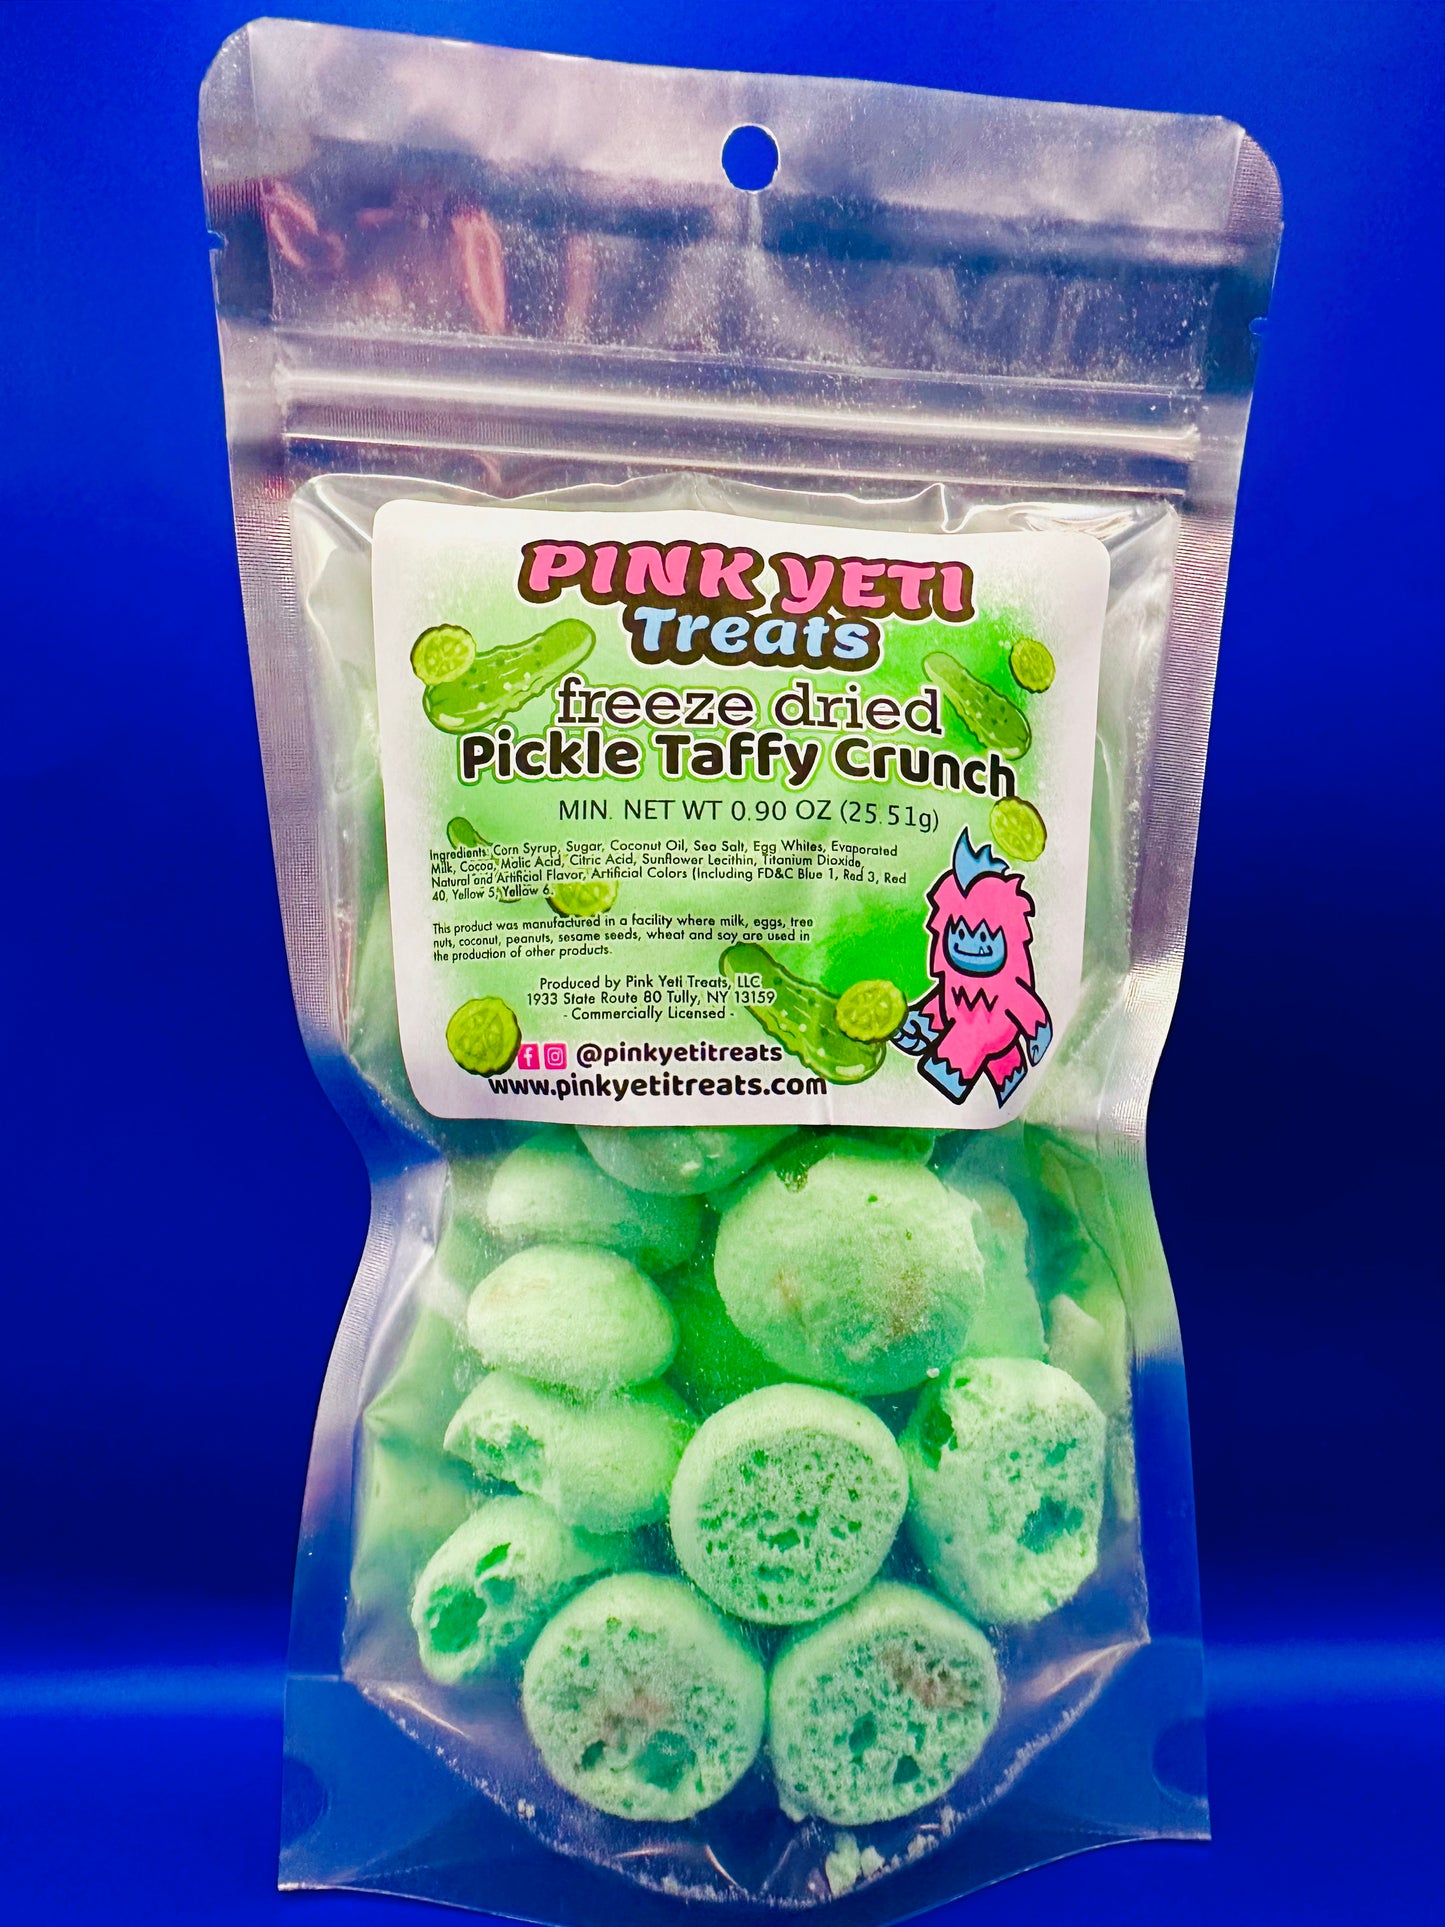 PINK YETI
Treats
freeze dried
Pickle Taffy Crunch
MIN. NET WT 0.90 OZ (25.51g)
Ingredients: Corn Syrup, Sugar, Coconut Oil, Sea Salt, Egg Whites, Evaporated
Milk, Cocoa, Malic Acid, Citric Acid, Sunflower Lecithin, Titanium Dioxide,
Natural and Artificial Flavor, Artificial Colors (Including FD&C Blue 1, Red 3, Red
40, Yellow 5, Yellow 6.
This product was manufactured in a facility where milk, eggs, tree
nuts, coconut, peanuts, sesame seeds, wheat and soy are used in
the production of other products.
Produced by Pink Yeti Treats, LLC
1933 State Route 80 Tully, NY 13159
- Commercially Licensed -
@pinkyetitreats
www.pinkyetitreats.com